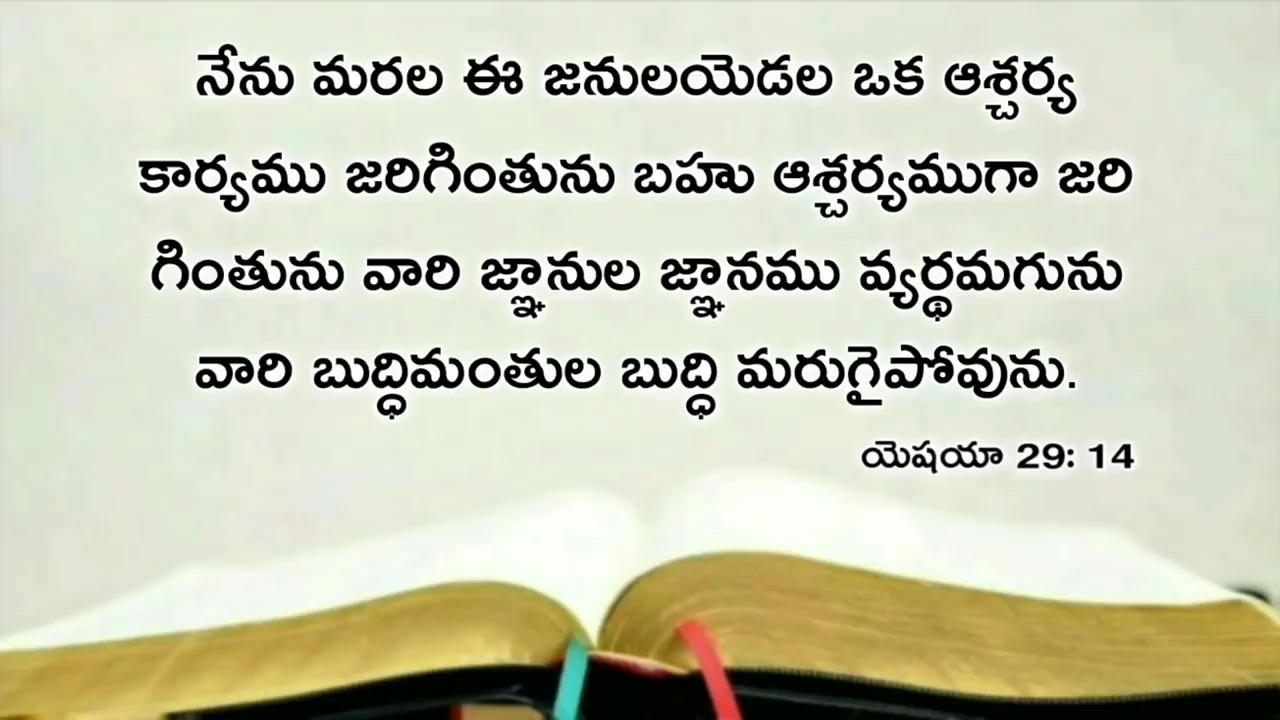 నేను మరల ఈ జనులయెడల ఒక ఆశ్చర్య
కార్యము జరిగింతును బహు ఆశ్చర్యముగా జరి
గింతును వారి జ్ఞానుల జ్ఞానము వ్యర్థమగును
వారి బుద్ధిమంతుల బుద్ధి మరుగైపోవును.
యెషయా 29: 14